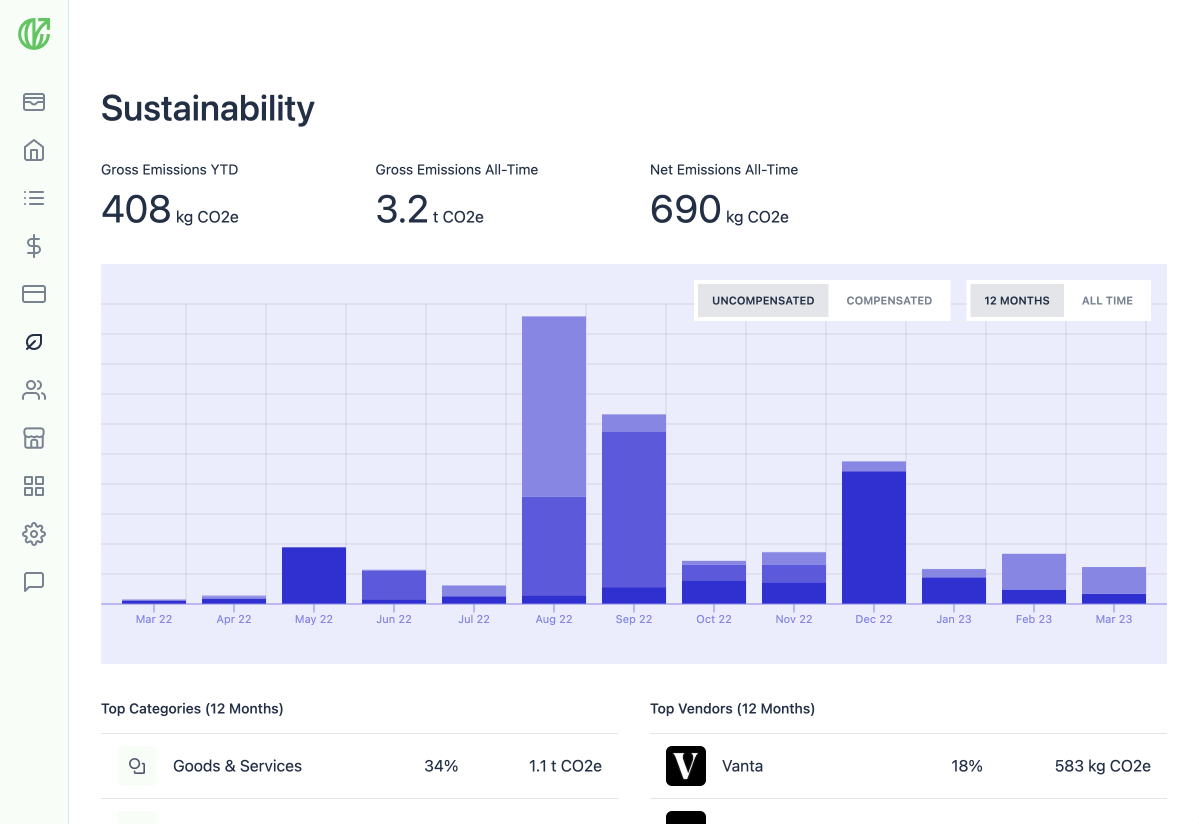 Sustainability
Gross Emissions YTD
408 kg CO2e
Gross Emissions All-Time
3.2 t CO2e
Net Emissions All-Time
690 kg CO2e
UNCOMPENSATED COMPENSATED 12 MONTHS ALL TIME
Mar 22 Apr 22 May 22 Jun 22 Jul 22 Aug 22 Sep 22 Oct 22 Nov 22 Dec 22 Jan 23 Feb 23 Mar 23
Top Categories (12 Months)
Goods & Services 34% 1.1 t CO2e
Top Vendors (12 Months)
V
Vanta 18% 583 kg CO2e